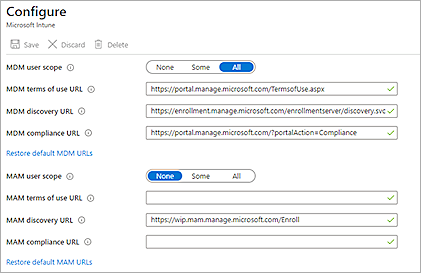 Configure
Microsoft Intune
Save Discard Delete
MDM user scope None Some All
MDM terms of use URL https://portal.manage.microsoft.com/TermsofUse.aspx
MDM discovery URL https://enrollment.manage.microsoft.com/enrollmentserver/discovery.svc
MDM compliance URL https://portal.manage.microsoft.com/?portalAction=Compliance
Restore default MDM URLs
MAM user scope None Some All
MAM terms of use URL
MAM discovery URL https://wip.mam.manage.microsoft.com/Enroll
MAM compliance URL
Restore default MAM URLs